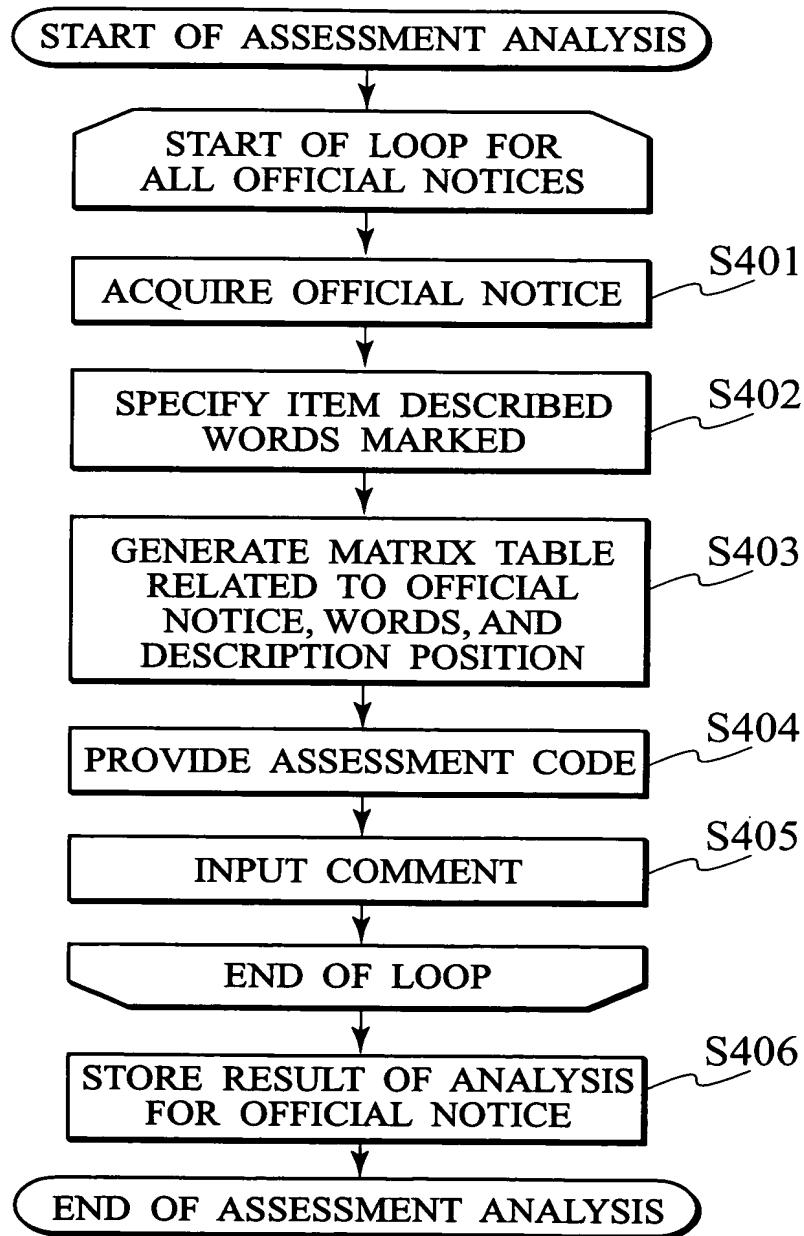 START OF ASSESSMENT ANALYSIS
START OF LOOP FOR
ALL OFFICIAL NOTICES
S401
ACQUIRE OFFICIAL NOTICE
S402
SPECIFY ITEM DESCRIBED
WORDS MARKED
S403
GENERATE MATRIX TABLE
RELATED TO OFFICIAL
NOTICE, WORDS, AND
DESCRIPTION POSITION
S404
PROVIDE ASSESSMENT CODE
S405
INPUT COMMENT
END OF LOOP
S406
STORE RESULT OF ANALYSIS
FOR OFFICIAL NOTICE
END OF ASSESSMENT ANALYSIS